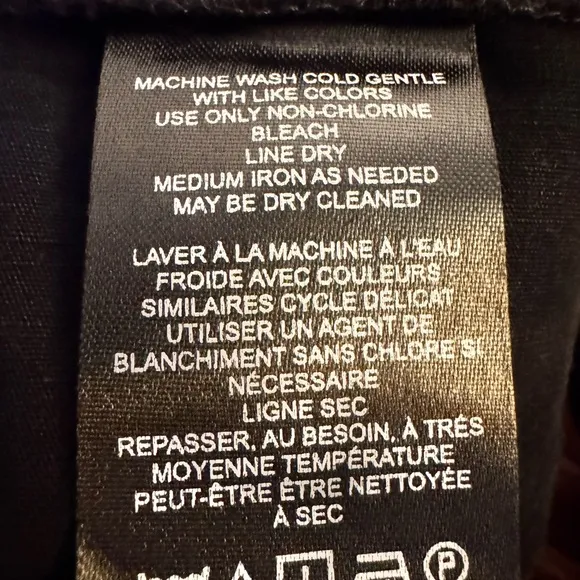 MACHINE WASH COLD GENTLE
WITH LIKE COLORS
USE ONLY NON-CHLORINE
BLEACH
LINE DRY
MEDIUM IRON AS NEEDED
MAY BE DRY CLEANED
LAVER À LA MACHINE À L'EAU
FROIDE AVEC COULEURS
SIMILAIRES CYCLE DÉLICAT
UTILISER UN AGENT DE
BLANCHIMENT SANS CHLORE SI
NÉCESSAIRE
LIGNE SEC
REPASSER, AU BESOIN, À TRÉS
MOYENNE TEMPÉRATURE
PEUT-ÊTRE ÊTRE NETTOYÉE
À SEC
P